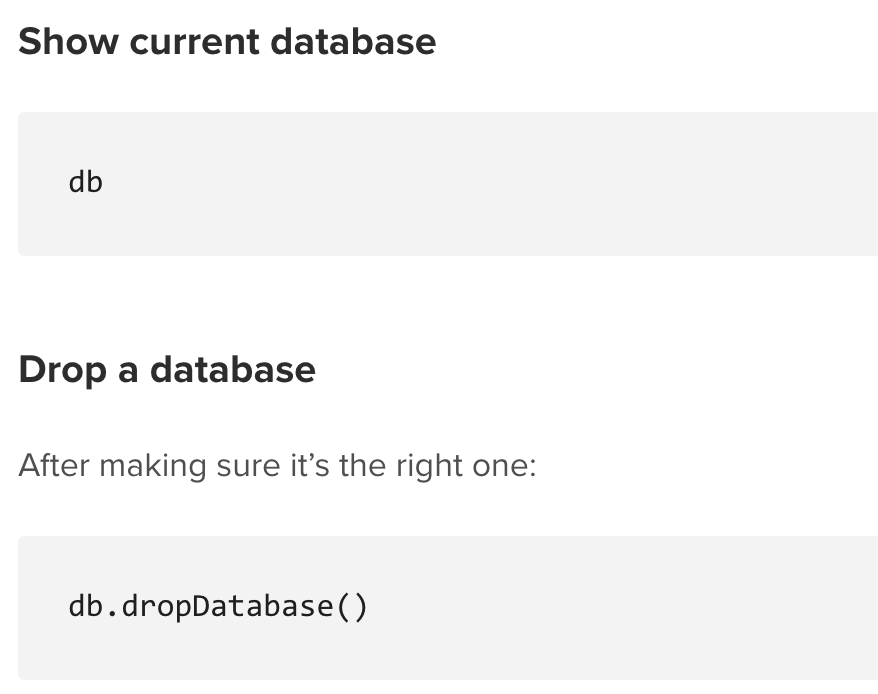 Show current database
db
Drop a database
After making sure it’s the right one:
db.dropDatabase()